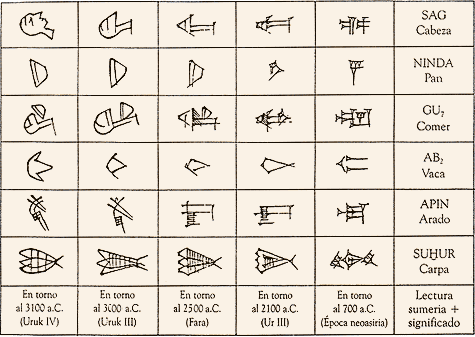 SAG
Cabeza
NINDA
Pan
GU₇
Comer
AB₂
Vaca
APIN
Arado
SUḪUR
Carpa
En torno
al 3100 a.C.
(Uruk IV)
En torno
al 3000 a.C.
(Uruk III)
En torno
al 2500 a.C.
(Fara)
En torno
al 2100 a.C.
(Ur III)
En torno
al 700 a.C.
(Época neoasiria)
Lectura
sumeria +
significado